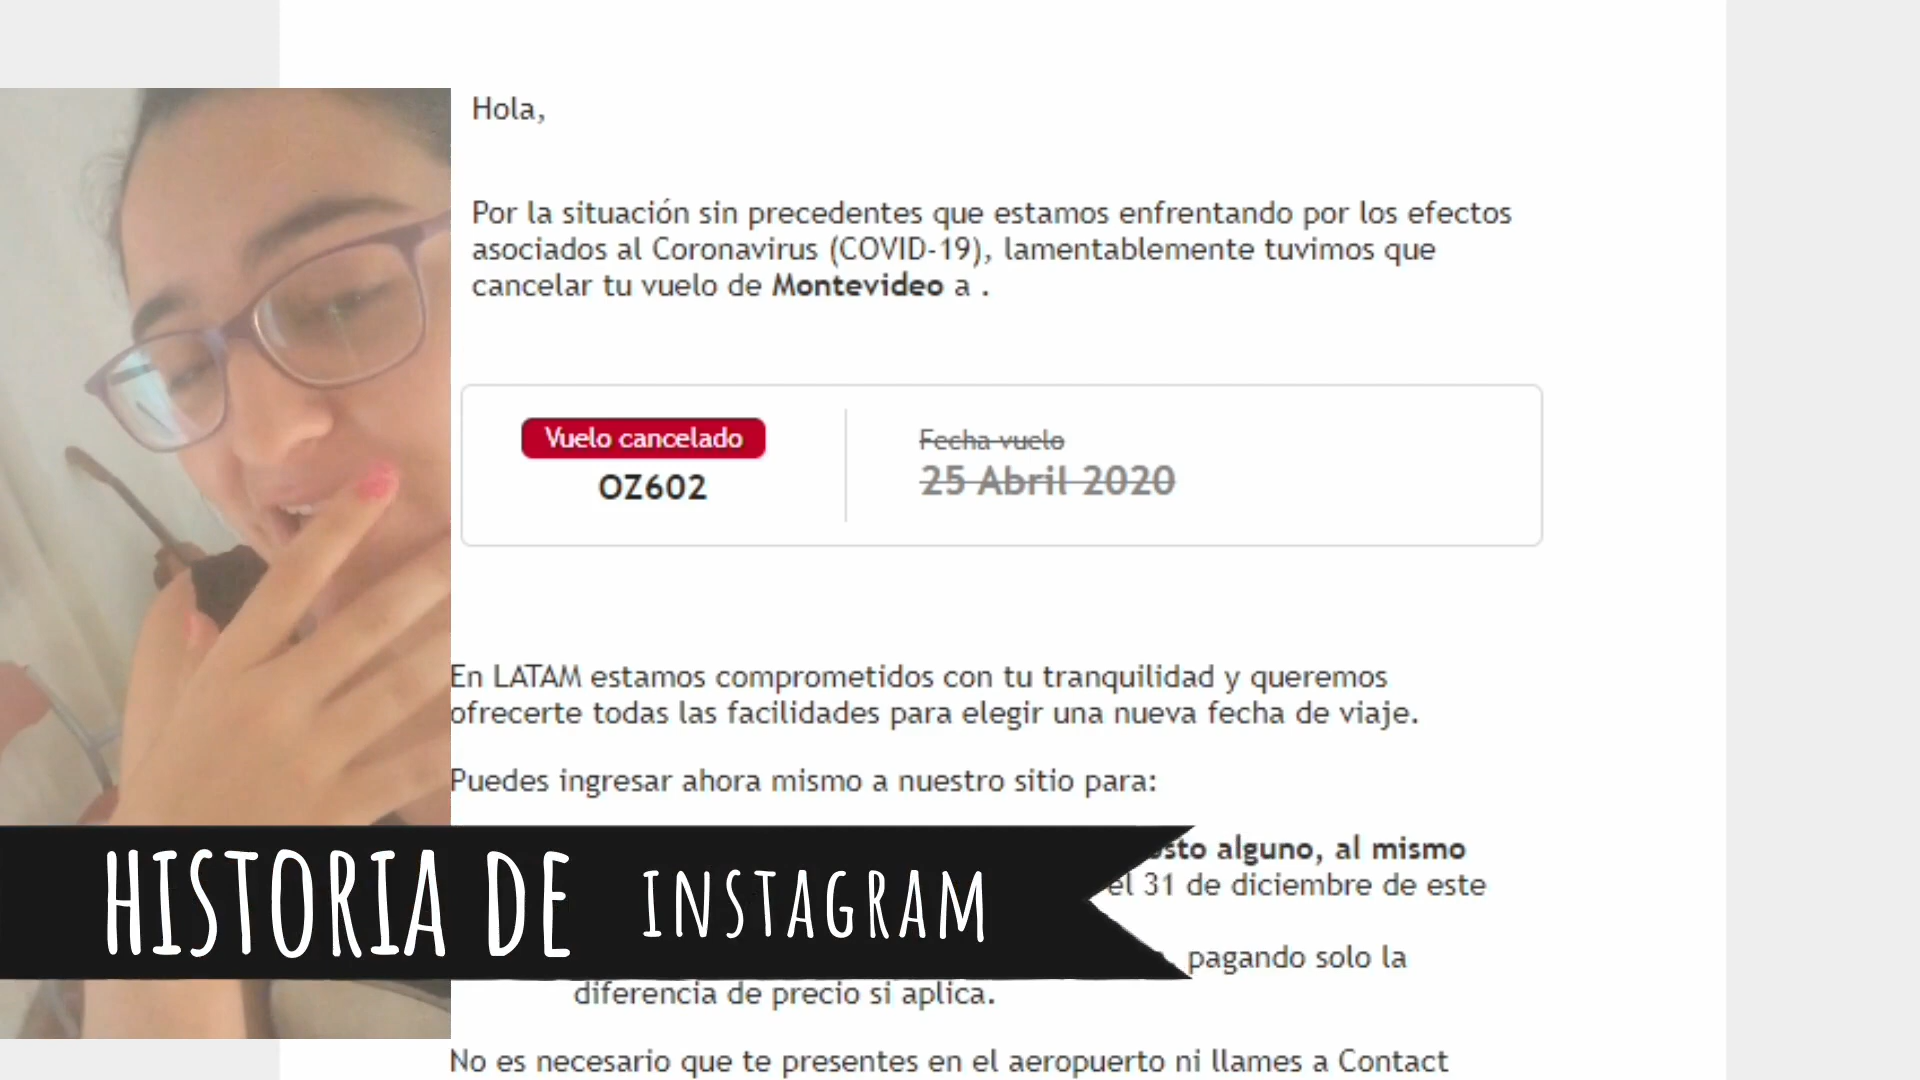 Hola,
Por la situación sin precedentes que estamos enfrentando por los efectos
asociados al Coronavirus (COVID-19), lamentablemente tuvimos que
cancelar tu vuelo de Montevideo a .
Vuelo cancelado
OZ602
Fecha vuelo
25 Abril 2020
En LATAM estamos comprometidos con tu tranquilidad y queremos
ofrecerte todas las facilidades para elegir una nueva fecha de viaje.
Puedes ingresar ahora mismo a nuestro sitio para:
alguno, al mismo
el 31 de diciembre de este
pagando solo la
diferencia de precio si aplica.
No es necesario que te presentes en el aeropuerto ni llames a Contact
HISTORIA DE INSTAGRAM